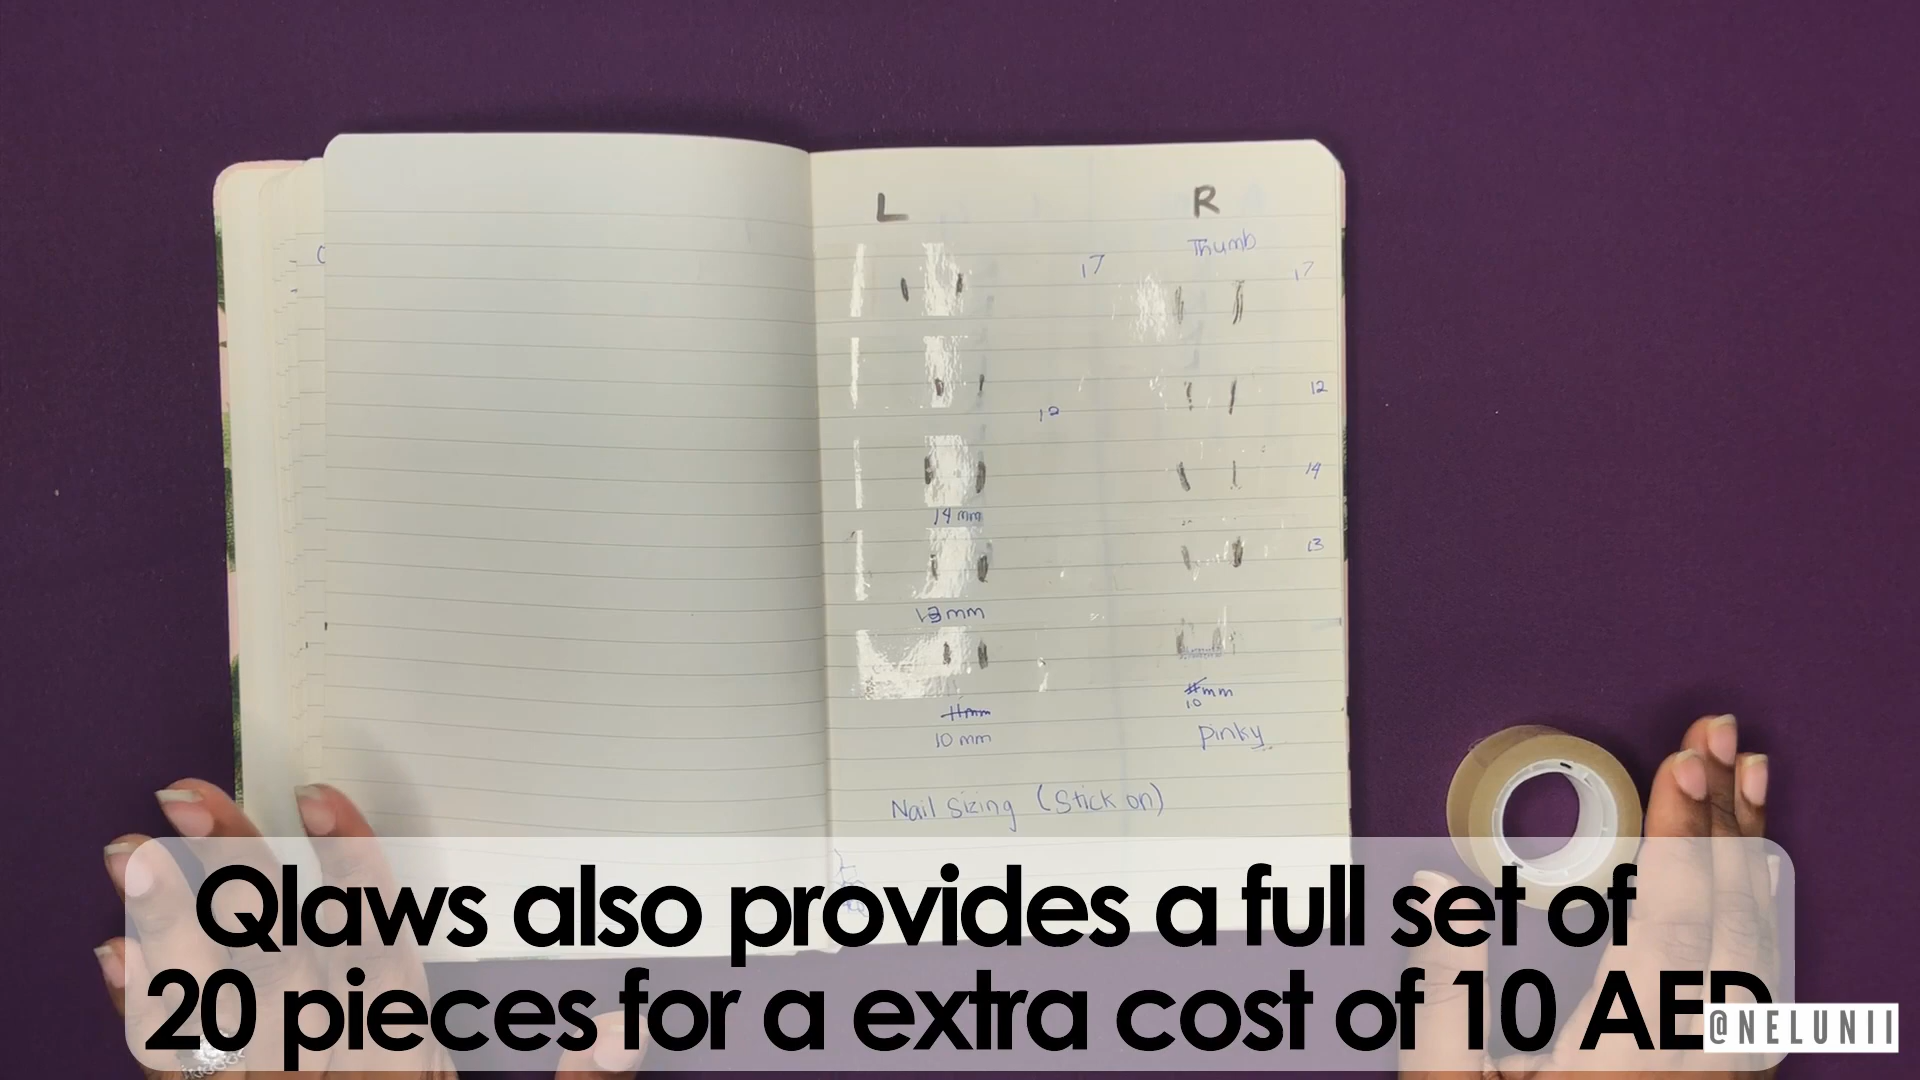 L R
Thumb
17 17
12
12
14
14 mm
13
13 mm
11mm mm
10
10 mm
pinky
Nail Sizing (Stick on)
Qlaws also provides a full set of
20 pieces for a extra cost of 10 AED
@NELUNII